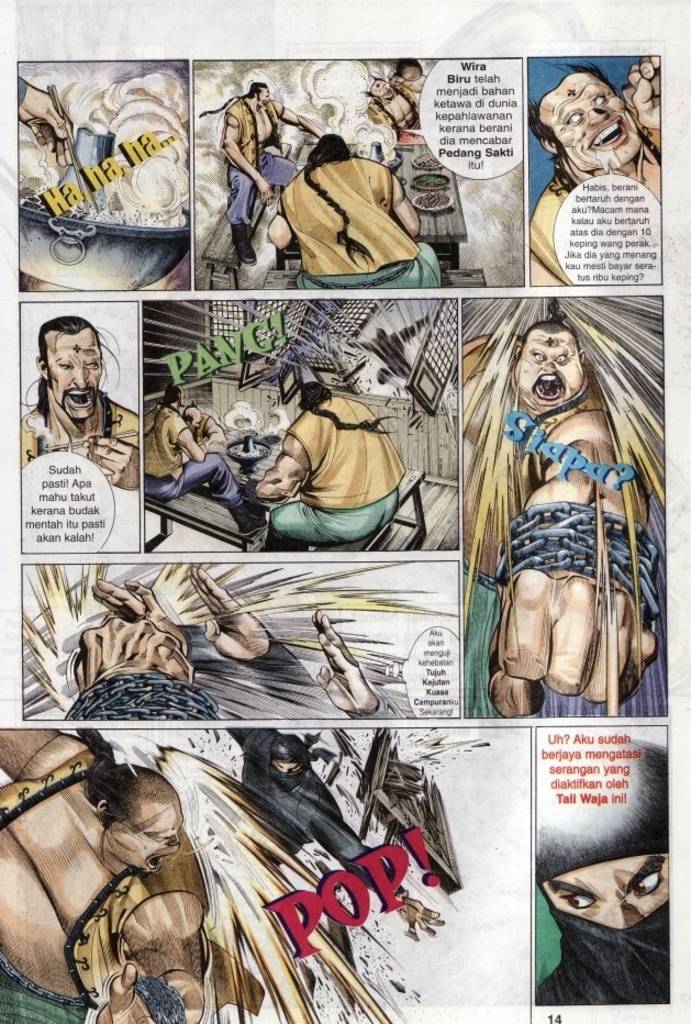 Ha, ha, ha...
Wira
Biru telah
menjadi bahan
ketawa di dunia
kepahlawanan
kerana berani
dia mencabar
Pedang Sakti
itu!
Habis, berani
bertaruh dengan
aku?Macam mana
kalau aku bertaruh
atas dia dengan 10
keping wang perak...
Jika dia yang menang
kau mesti bayar sera-
tus ribu keping?
Sudah
pasti! Apa
mahu takut
kerana budak
mentah itu pasti
akan kalah!
PANG!
Siapa?
Aku
akan
menguji
kehebatan
Tujuh
Kejutan
Kuasa
Campuranku
Sekarang!
POP!
Uh? Aku sudah
berjaya mengatasi
serangan yang
diaktifkan oleh
Tali Waja ini!
14